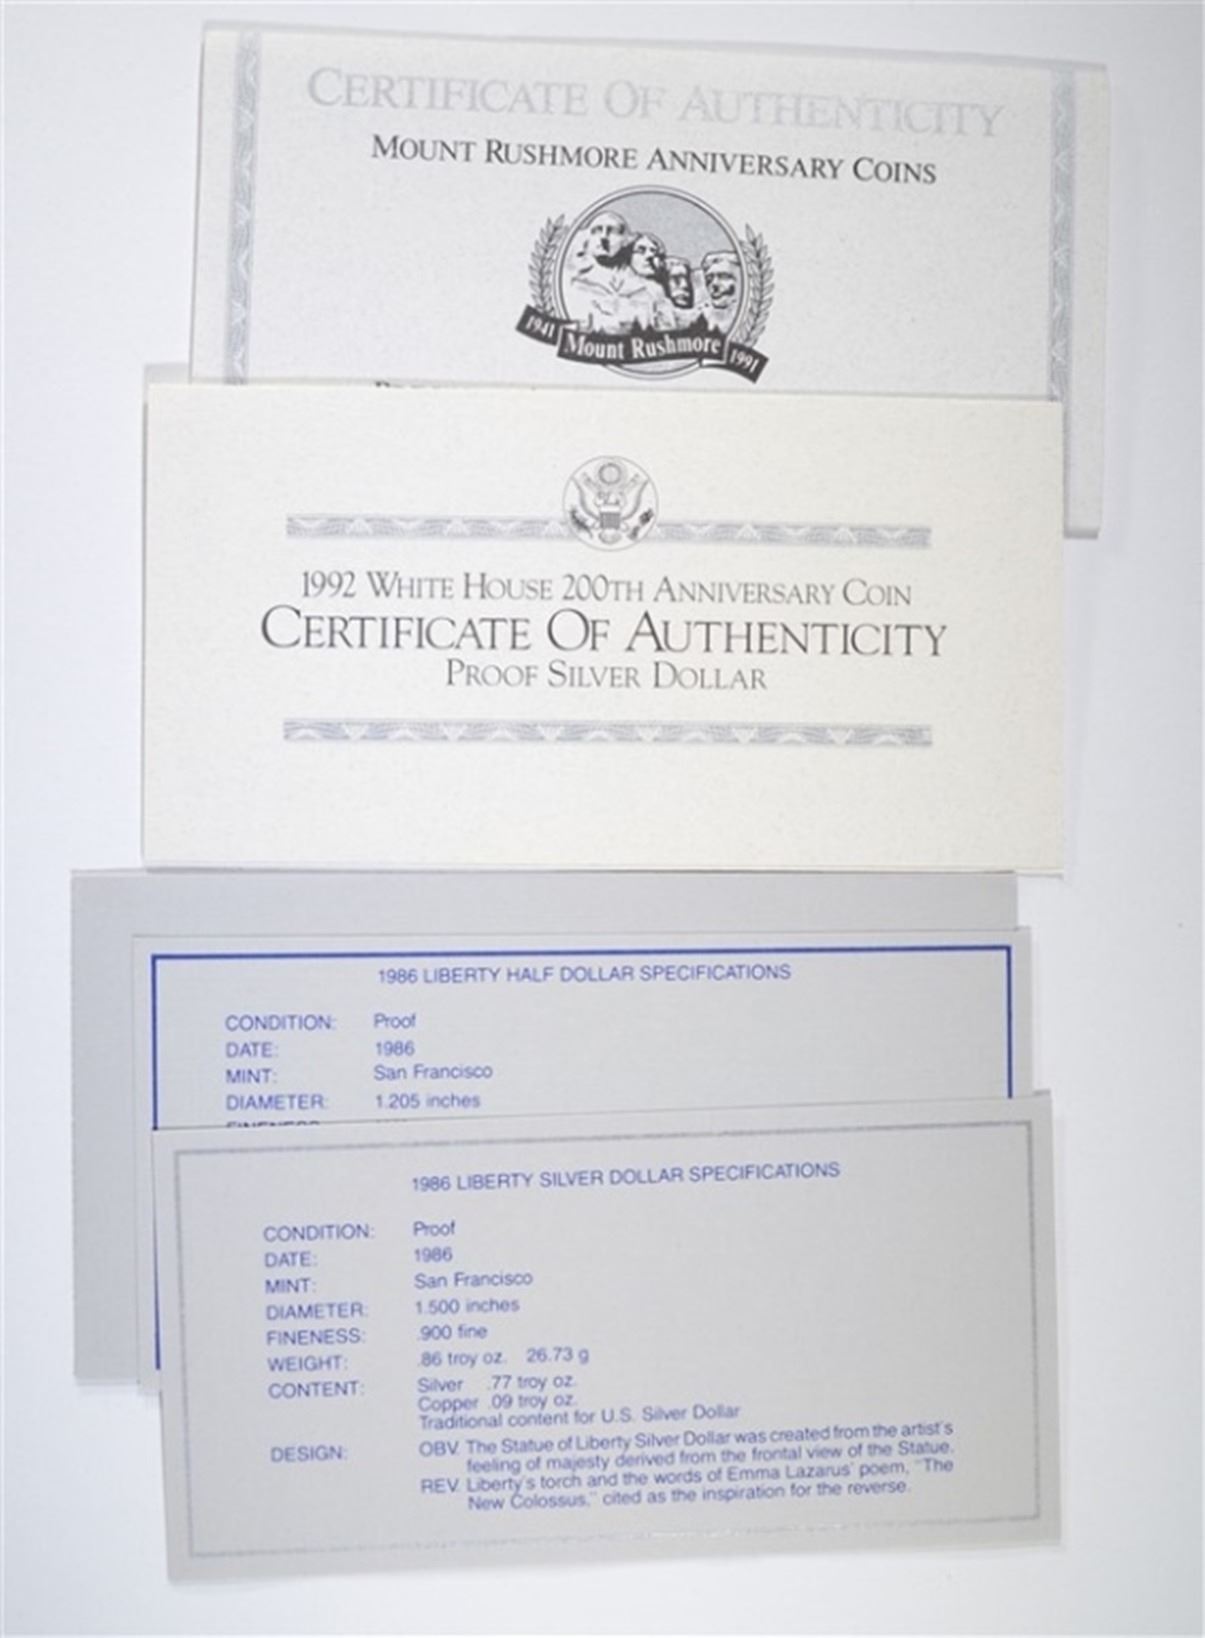 CERTIFICATE OF AUTHENTICITY
MOUNT RUSHMORE ANNIVERSARY COINS
1941 Mount Rushmore 1991
1992 WHITE HOUSE 200TH ANNIVERSARY COIN
CERTIFICATE OF AUTHENTICITY
PROOF SILVER DOLLAR
1986 LIBERTY HALF DOLLAR SPECIFICATIONS
CONDITION: Proof
DATE: 1986
MINT: San Francisco
DIAMETER: 1.205 inches
1986 LIBERTY SILVER DOLLAR SPECIFICATIONS
CONDITION: Proof
DATE: 1986
MINT: San Francisco
DIAMETER: 1.500 inches
FINENESS: .900 fine
WEIGHT: .86 troy oz. 26.73 g
CONTENT: Silver .77 troy oz.
Copper .09 troy oz.
Traditional content for U.S. Silver Dollar
DESIGN: OBV. The Statue of Liberty Silver Dollar was created from the artist's
feeling of majesty derived from the frontal view of the Statue.
REV. Liberty's torch and the words of Emma Lazarus' poem, "The
New Colossus," cited as the inspiration for the reverse.